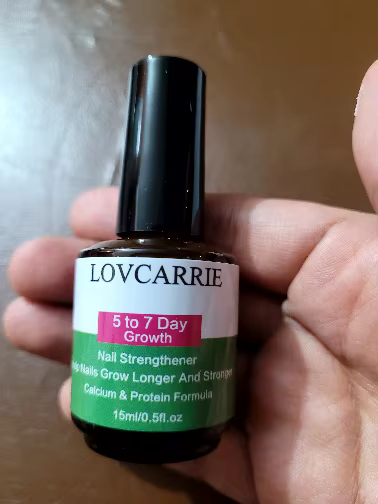 LOVCARRIE
5 to 7 Day
Growth
Nail Strengthener
Nails Grow Longer And Stronger
Calcium & Protein Formula
15ml/0.5fl.oz